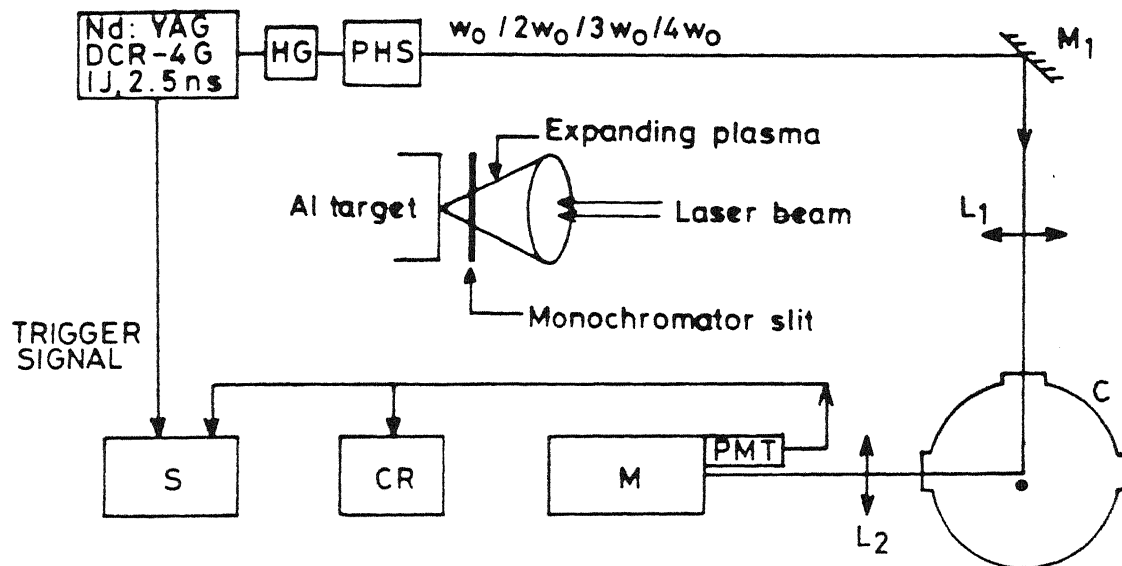 Nd: YAG
DCR-4G
1J, 2.5ns
HG
PHS
w₀/2w₀/3w₀/4w₀
M₁
Expanding plasma
Al target
Laser beam
L₁
Monochromator slit
TRIGGER
SIGNAL
C
S
CR
M
PMT
L₂